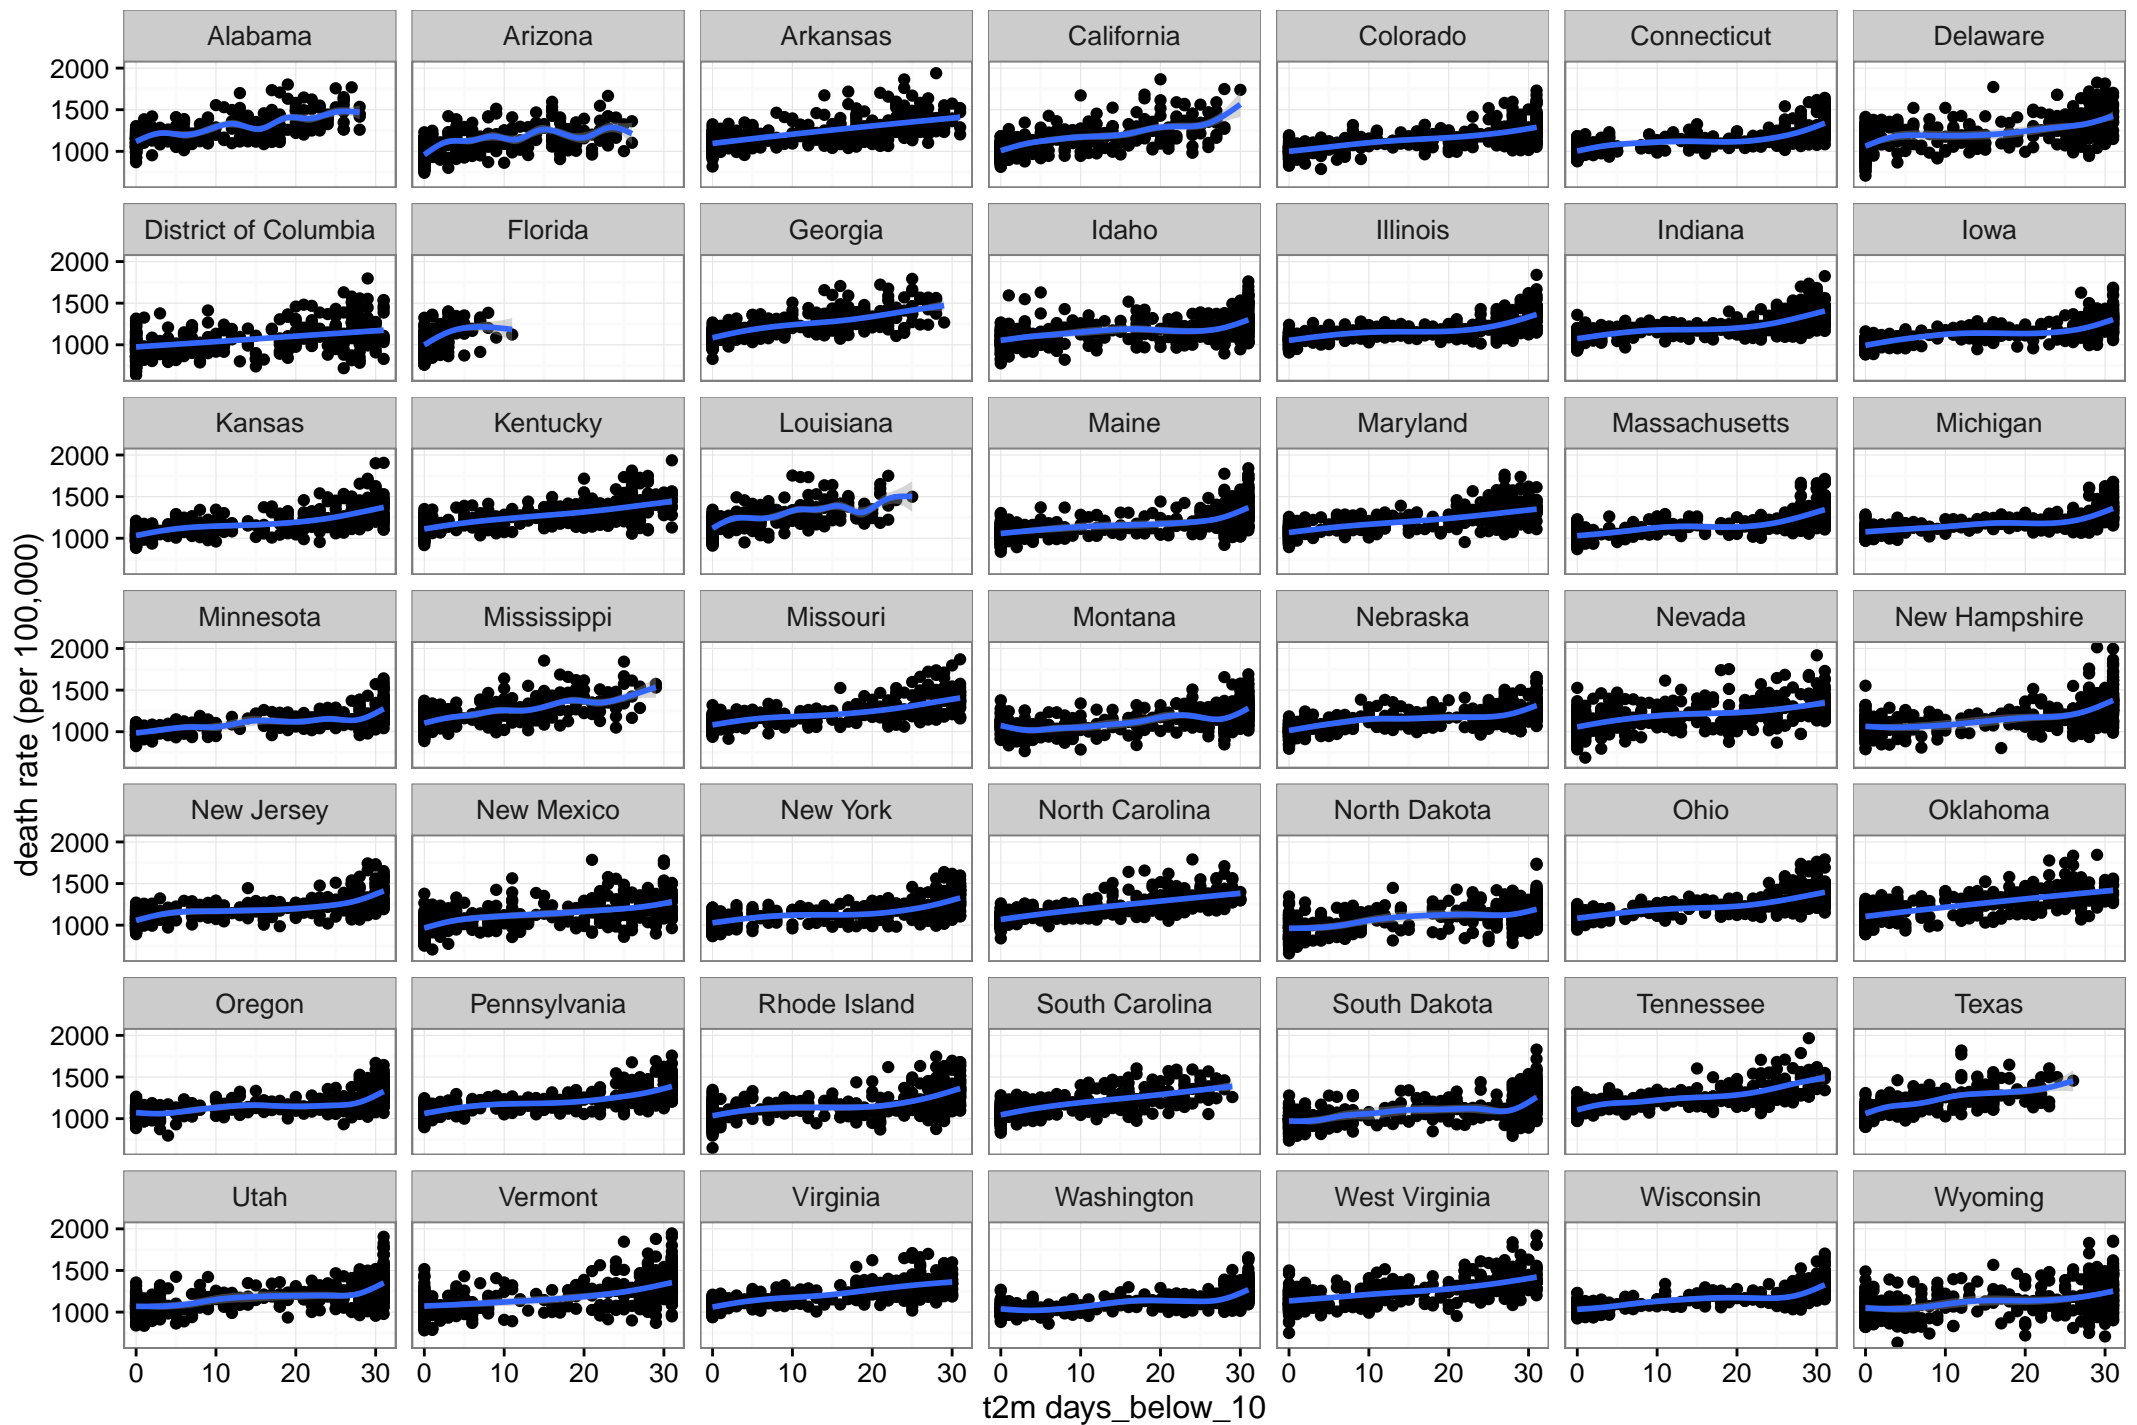 Alabama Arizona Arkansas California Colorado Connecticut Delaware
2000
1500
1000
District of Columbia Florida Georgia Idaho Illinois Indiana Iowa
2000
1500
1000
Kansas Kentucky Louisiana Maine Maryland Massachusetts Michigan
2000
1500
1000
death rate (per 100,000)
Minnesota Mississippi Missouri Montana Nebraska Nevada New Hampshire
2000
1500
1000
New Jersey New Mexico New York North Carolina North Dakota Ohio Oklahoma
2000
1500
1000
Oregon Pennsylvania Rhode Island South Carolina South Dakota Tennessee Texas
2000
1500
1000
Utah Vermont Virginia Washington West Virginia Wisconsin Wyoming
2000
1500
1000
0 10 20 30 0 10 20 30 0 10 20 30 0 10 20 30 0 10 20 30 0 10 20 30 0 10 20 30
t2m days_below_10